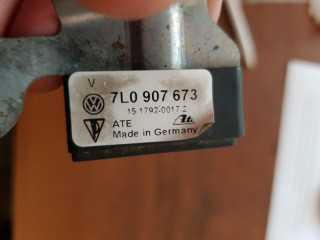 V
7L0 907 673
15.1792-0017.2
ATE
Made in Germany